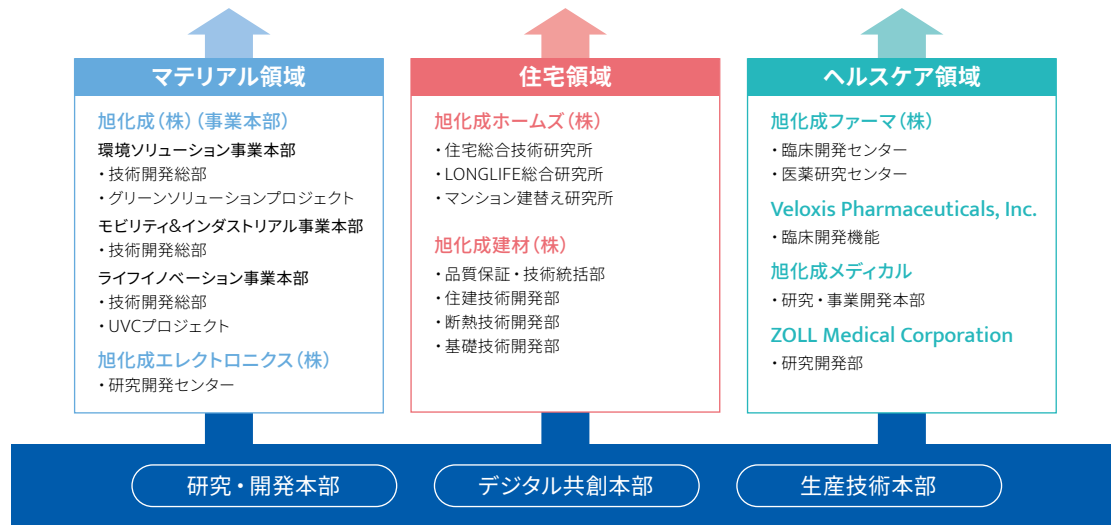 マテリアル領域
旭化成(株)(事業本部)
環境ソリューション事業本部
・技術開発総部
・グリーンソリューションプロジェクト
モビリティ&インダストリアル事業本部
・技術開発総部
ライフイノベーション事業本部
・技術開発総部
・UVCプロジェクト
旭化成エレクトロニクス(株)
・研究開発センター
住宅領域
旭化成ホームズ(株)
・住宅総合技術研究所
・LONGLIFE総合研究所
・マンション建替え研究所
旭化成建材(株)
・品質保証・技術統括部
・住建技術開発部
・断熱技術開発部
・基礎技術開発部
ヘルスケア領域
旭化成ファーマ(株)
・臨床開発センター
・医薬研究センター
Veloxis Pharmaceuticals, Inc.
・臨床開発機能
旭化成メディカル
・研究・事業開発本部
ZOLL Medical Corporation
・研究開発部
研究・開発本部
デジタル共創本部
生産技術本部